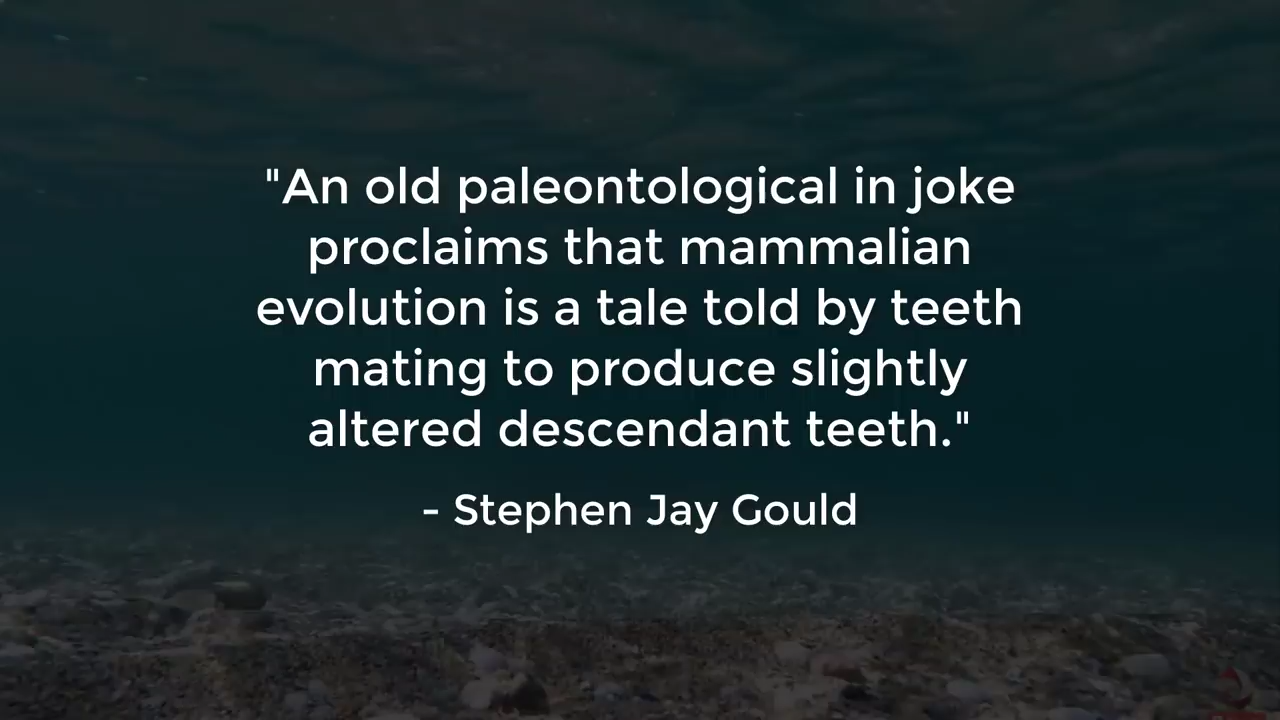 "An old paleontological in joke
proclaims that mammalian
evolution is a tale told by teeth
mating to produce slightly
altered descendant teeth."
- Stephen Jay Gould